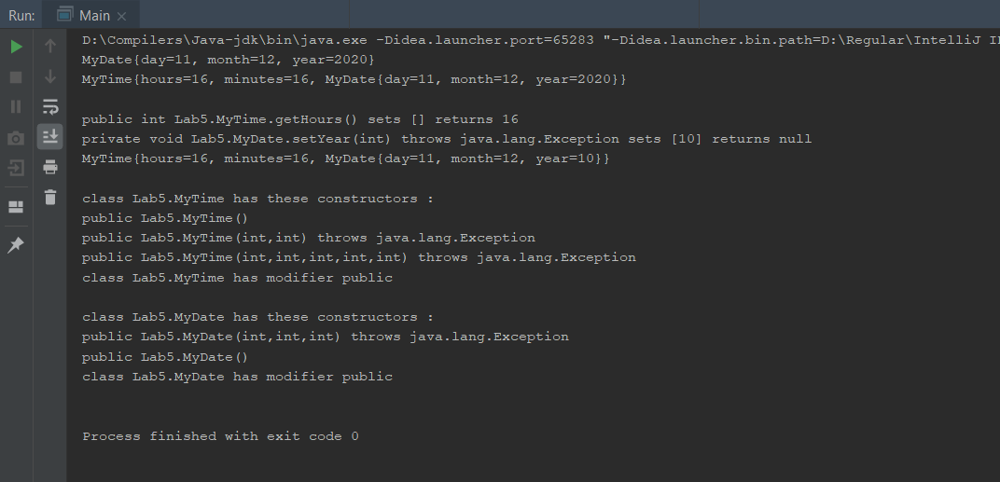 Run: Main
D:\Compilers\Java-jdk\bin\java.exe -Didea.launcher.port=65283 "-Didea.launcher.bin.path=D:\Regular\IntelliJ
MyDate{day=11, month=12, year=2020}
MyTime{hours=16, minutes=16, MyDate{day=11, month=12, year=2020}}
public int Lab5.MyTime.getHours() sets [] returns 16
private void Lab5.MyDate.setYear(int) throws java.lang.Exception sets [10] returns null
MyTime{hours=16, minutes=16, MyDate{day=11, month=12, year=10}}
class Lab5.MyTime has these constructors :
public Lab5.MyTime()
public Lab5.MyTime(int,int) throws java.lang.Exception
public Lab5.MyTime(int,int,int,int,int) throws java.lang.Exception
class Lab5.MyTime has modifier public
class Lab5.MyDate has these constructors :
public Lab5.MyDate(int,int,int) throws java.lang.Exception
public Lab5.MyDate()
class Lab5.MyDate has modifier public
Process finished with exit code 0